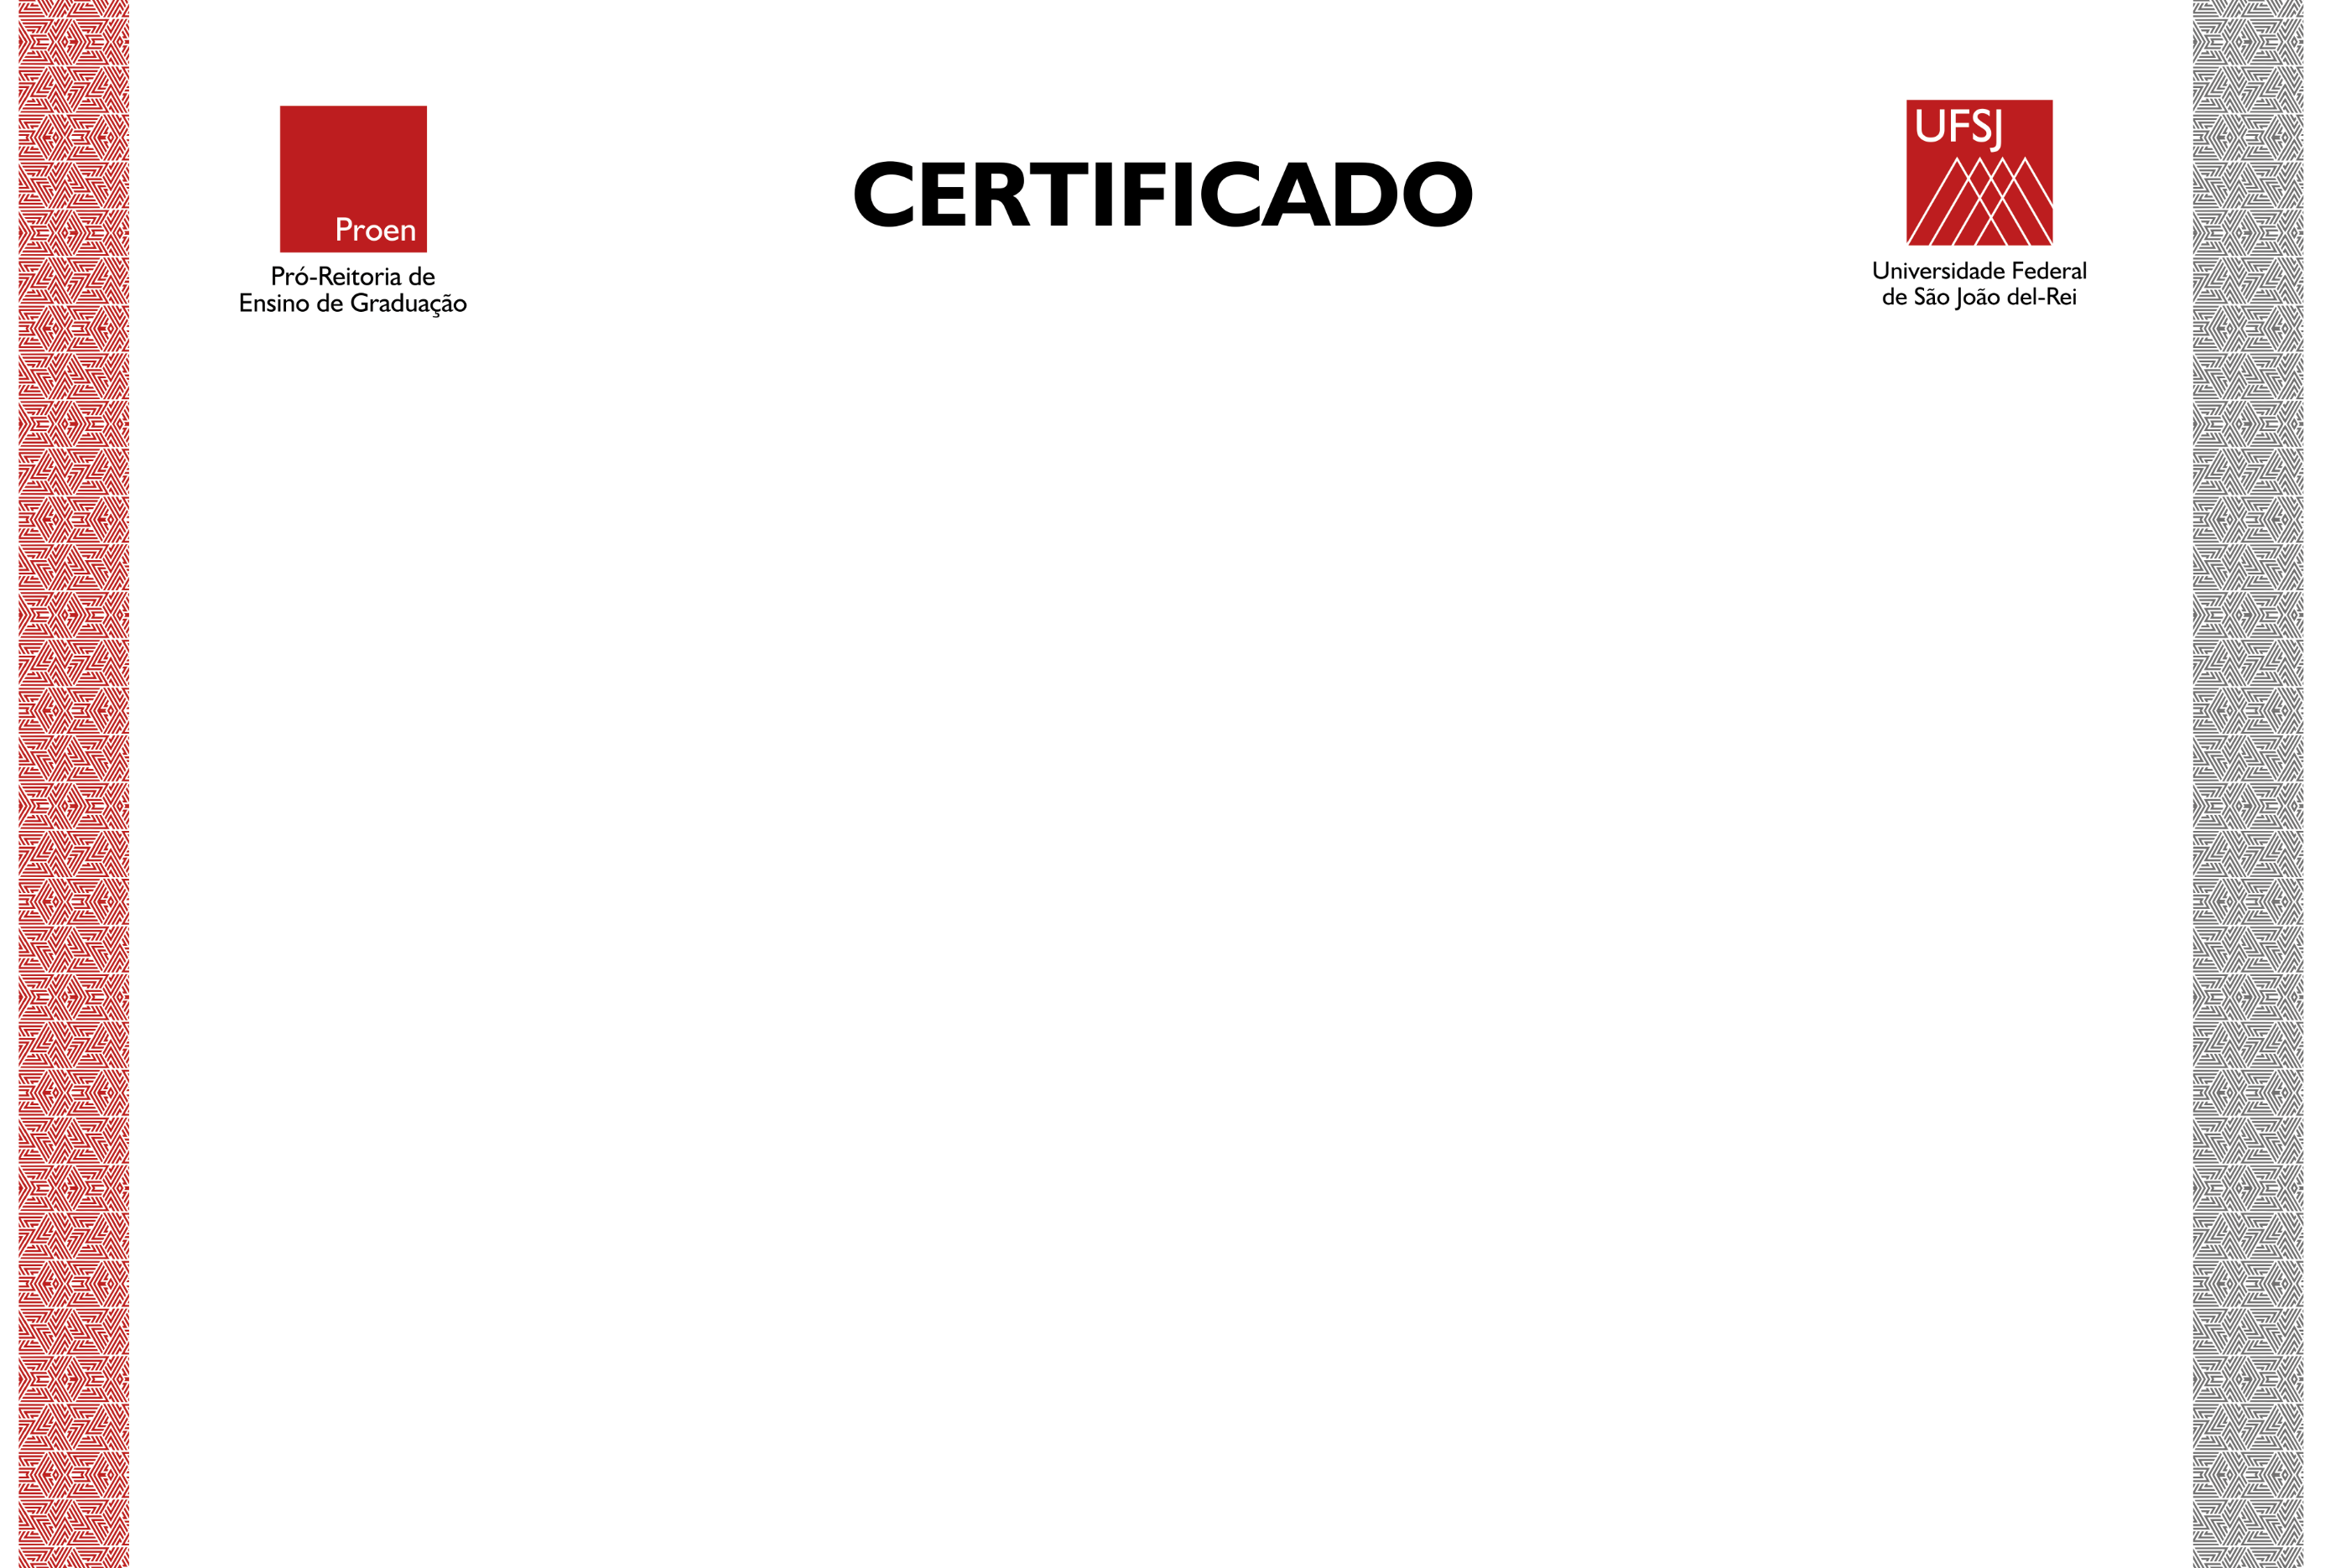 Proen
Pró-Reitoria de
Ensino de Graduação
CERTIFICADO
UFSJ
Universidade Federal
de São João del-Rei